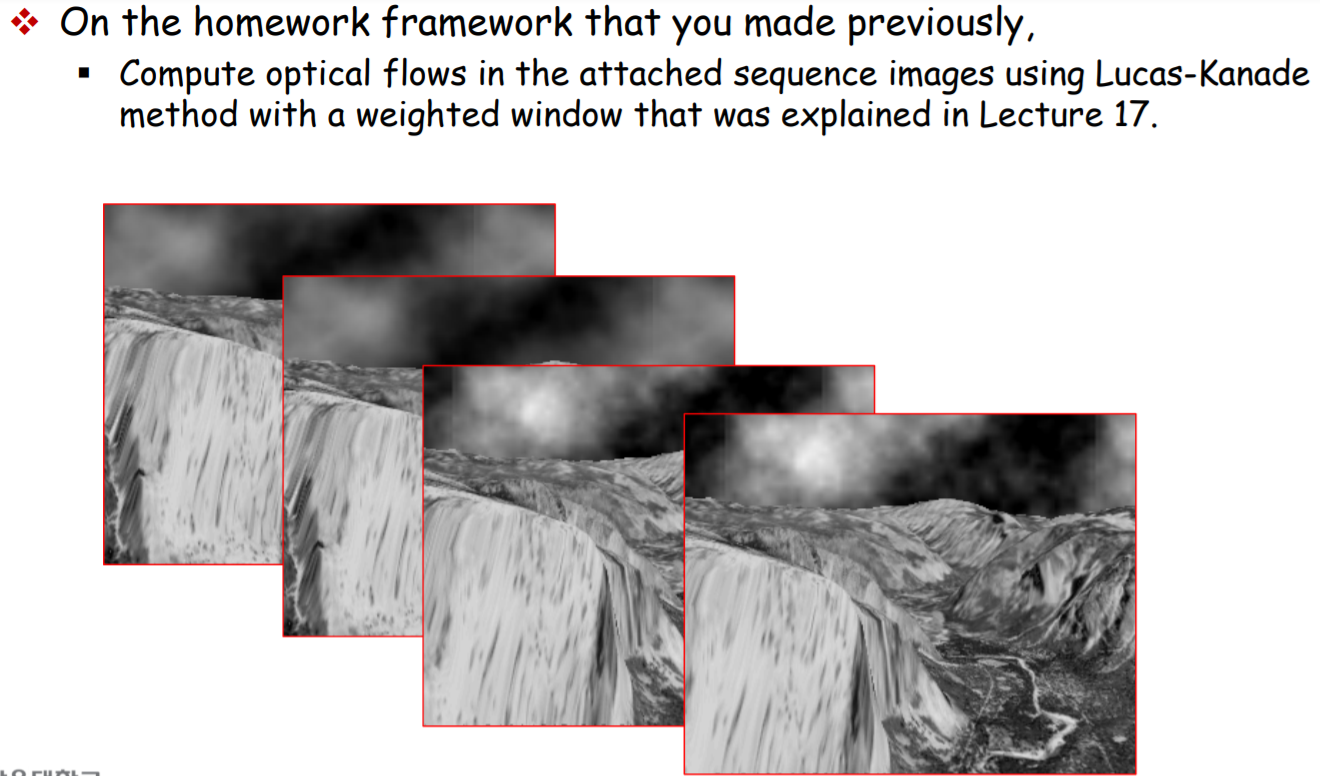 ❖ On the homework framework that you made previously,
▪ Compute optical flows in the attached sequence images using Lucas-Kanade
method with a weighted window that was explained in Lecture 17.